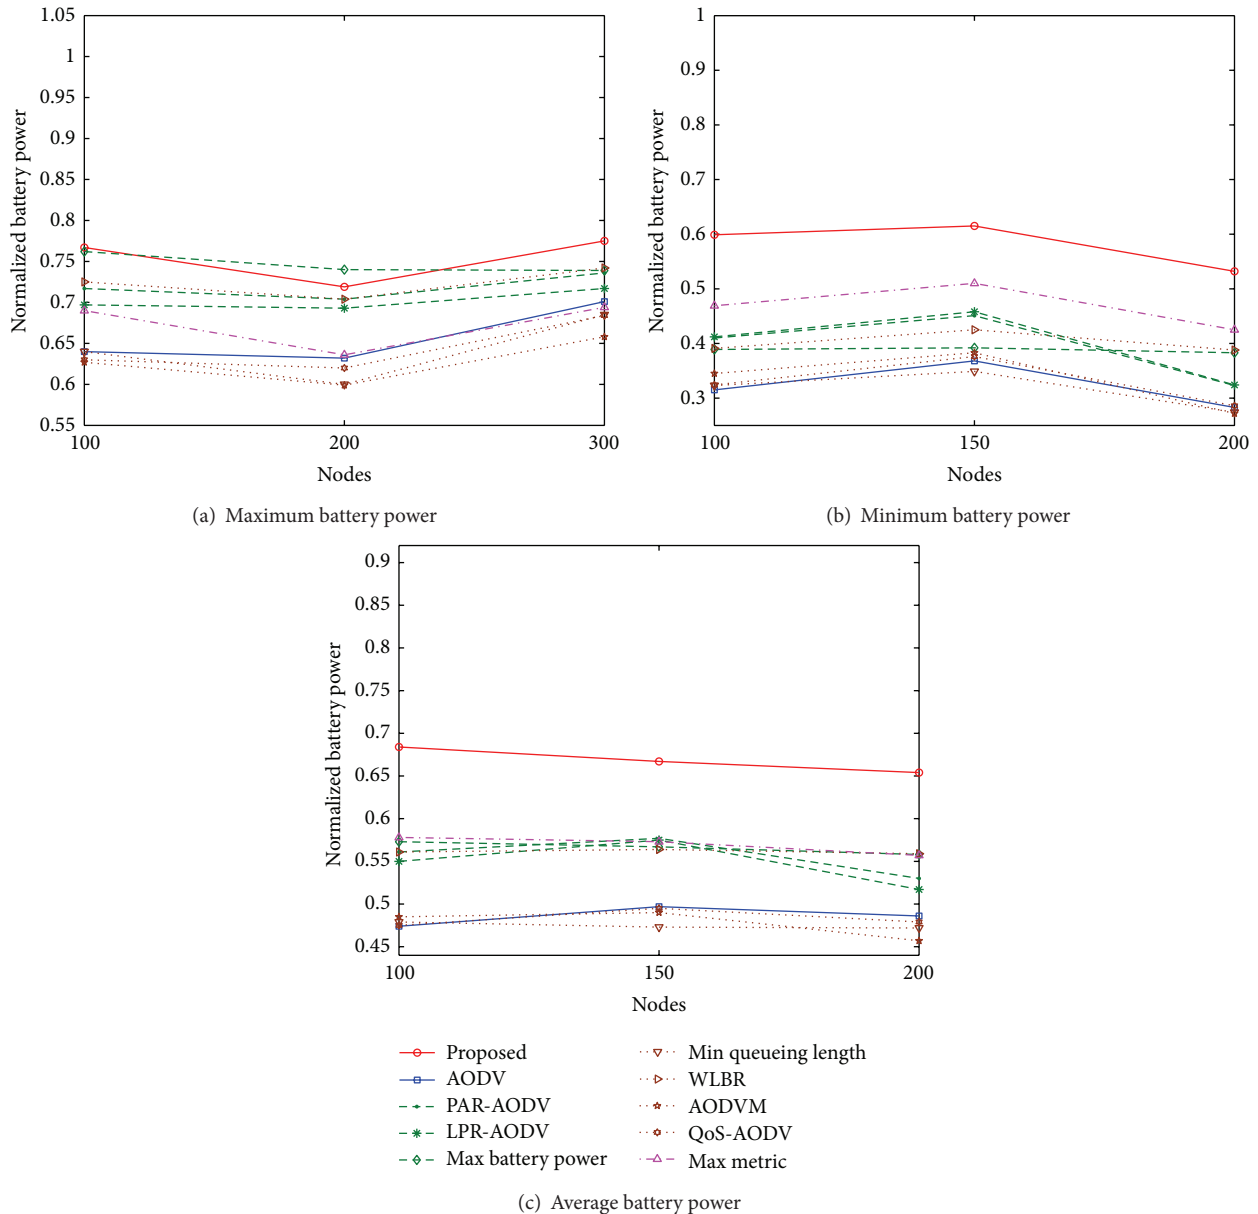 1.05
1
0.95
0.9
0.85
0.8
0.75
0.7
0.65
0.6
0.55
Normalized battery power
100
200
300
Nodes
(a) Maximum battery power
1
0.9
0.8
0.7
0.6
0.5
0.4
0.3
Normalized battery power
100
150
200
Nodes
(b) Minimum battery power
0.9
0.85
0.8
0.75
0.7
0.65
0.6
0.55
0.5
0.45
Normalized battery power
100
150
200
Nodes
Proposed
AODV
PAR-AODV
LPR-AODV
Max battery power
Min queueing length
WLBR
AODVM
QoS-AODV
Max metric
(c) Average battery power